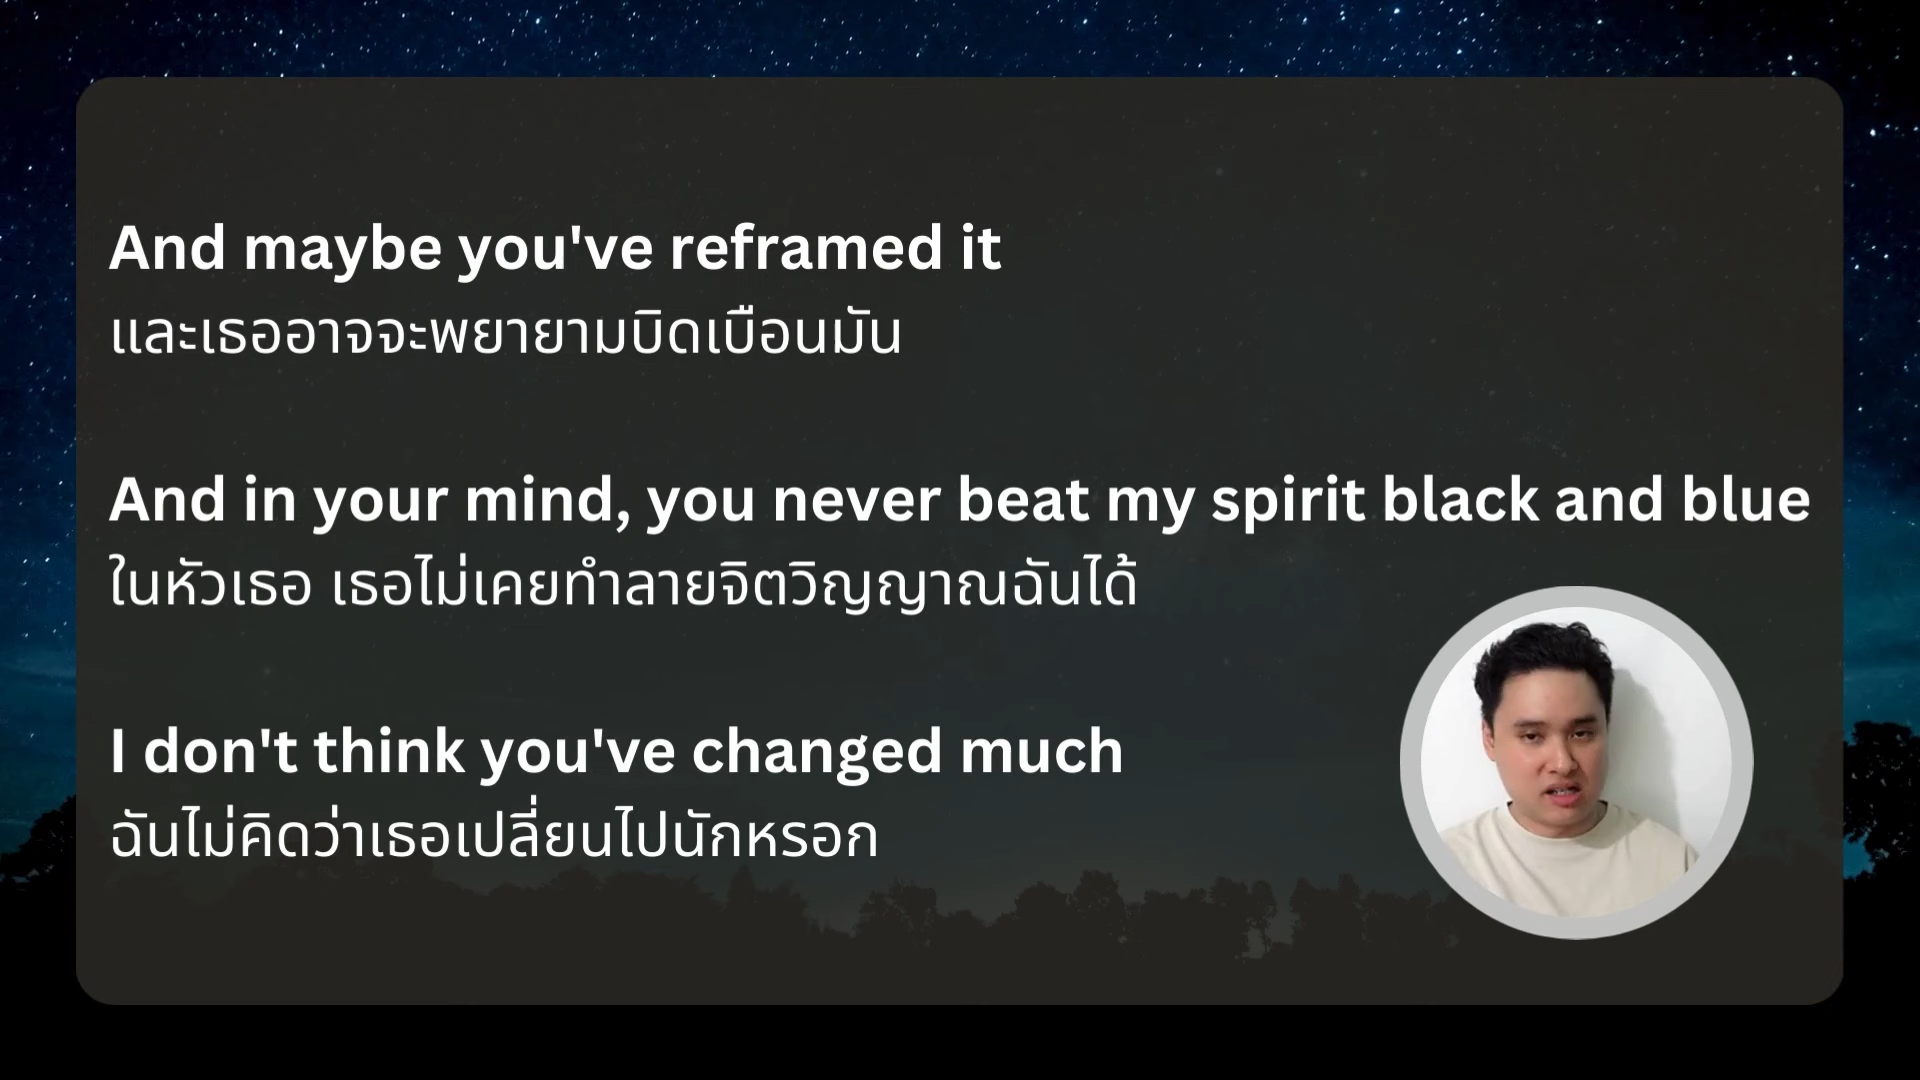 And maybe you've reframed it
และเธออาจจะพยายามบิดเบือนมัน
And in your mind, you never beat my spirit black and blue
ในหัวเธอ เธอไม่เคยทำลายจิตวิญญาณฉันได้
I don't think you've changed much
ฉันไม่คิดว่าเธอเปลี่ยนไปนักหรอก